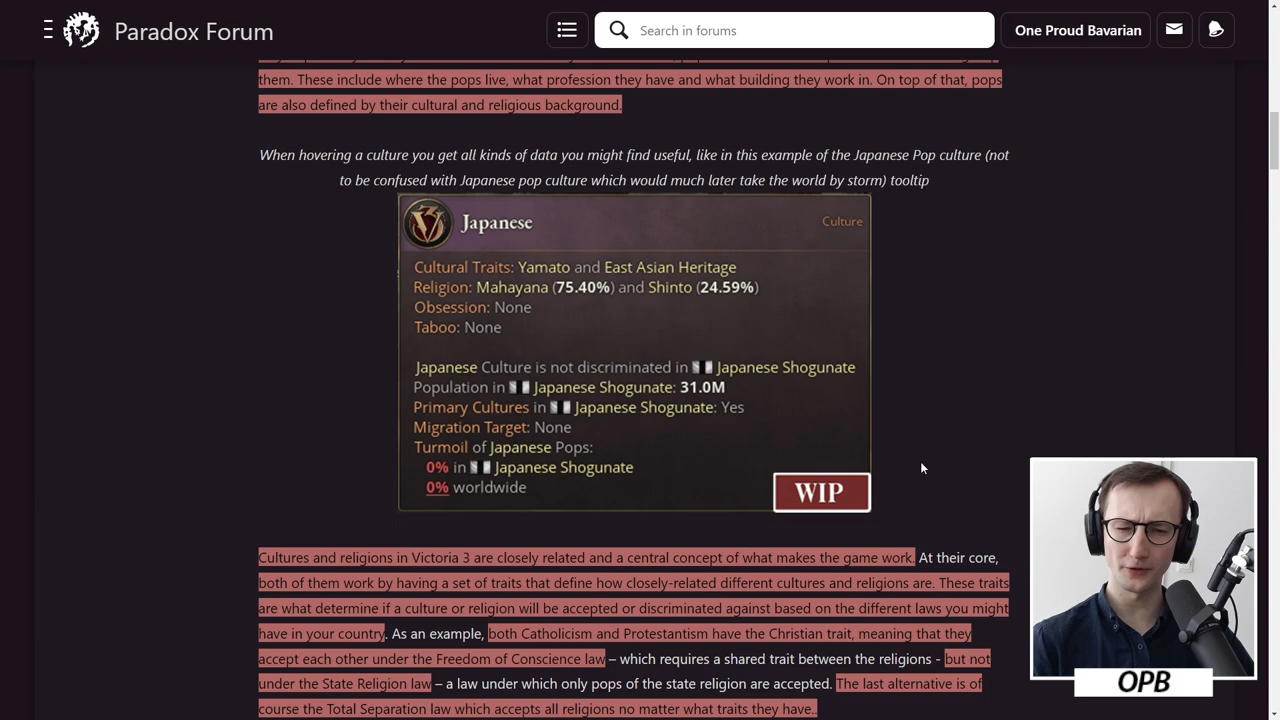 Paradox Forum
Search in forums
One Proud Bavarian
them. These include where the pops live, what profession they have and what building they work in. On top of that, pops
are also defined by their cultural and religious background.
When hovering a culture you get all kinds of data you might find useful, like in this example of the Japanese Pop culture (not
to be confused with Japanese pop culture which would much later take the world by storm) tooltip
Japanese
Culture
Cultural Traits: Yamato and East Asian Heritage
Religion: Mahayana (75.40%) and Shinto (24.59%)
Obsession: None
Taboo: None
Japanese Culture is not discriminated in Japanese Shogunate
Population in Japanese Shogunate: 31.0M
Primary Cultures in Japanese Shogunate: Yes
Migration Target: None
Turmoil of Japanese Pops:
0% in Japanese Shogunate
0% worldwide
WIP
Cultures and religions in Victoria 3 are closely related and a central concept of what makes the game work. At their core,
both of them work by having a set of traits that define how closely-related different cultures and religions are. These traits
are what determine if a culture or religion will be accepted or discriminated against based on the different laws you might
have in your country. As an example, both Catholicism and Protestantism have the Christian trait, meaning that they
accept each other under the Freedom of Conscience law – which requires a shared trait between the religions - but not
under the State Religion law – a law under which only pops of the state religion are accepted. The last alternative is of
course the Total Separation law which accepts all religions no matter what traits they have..
OPB